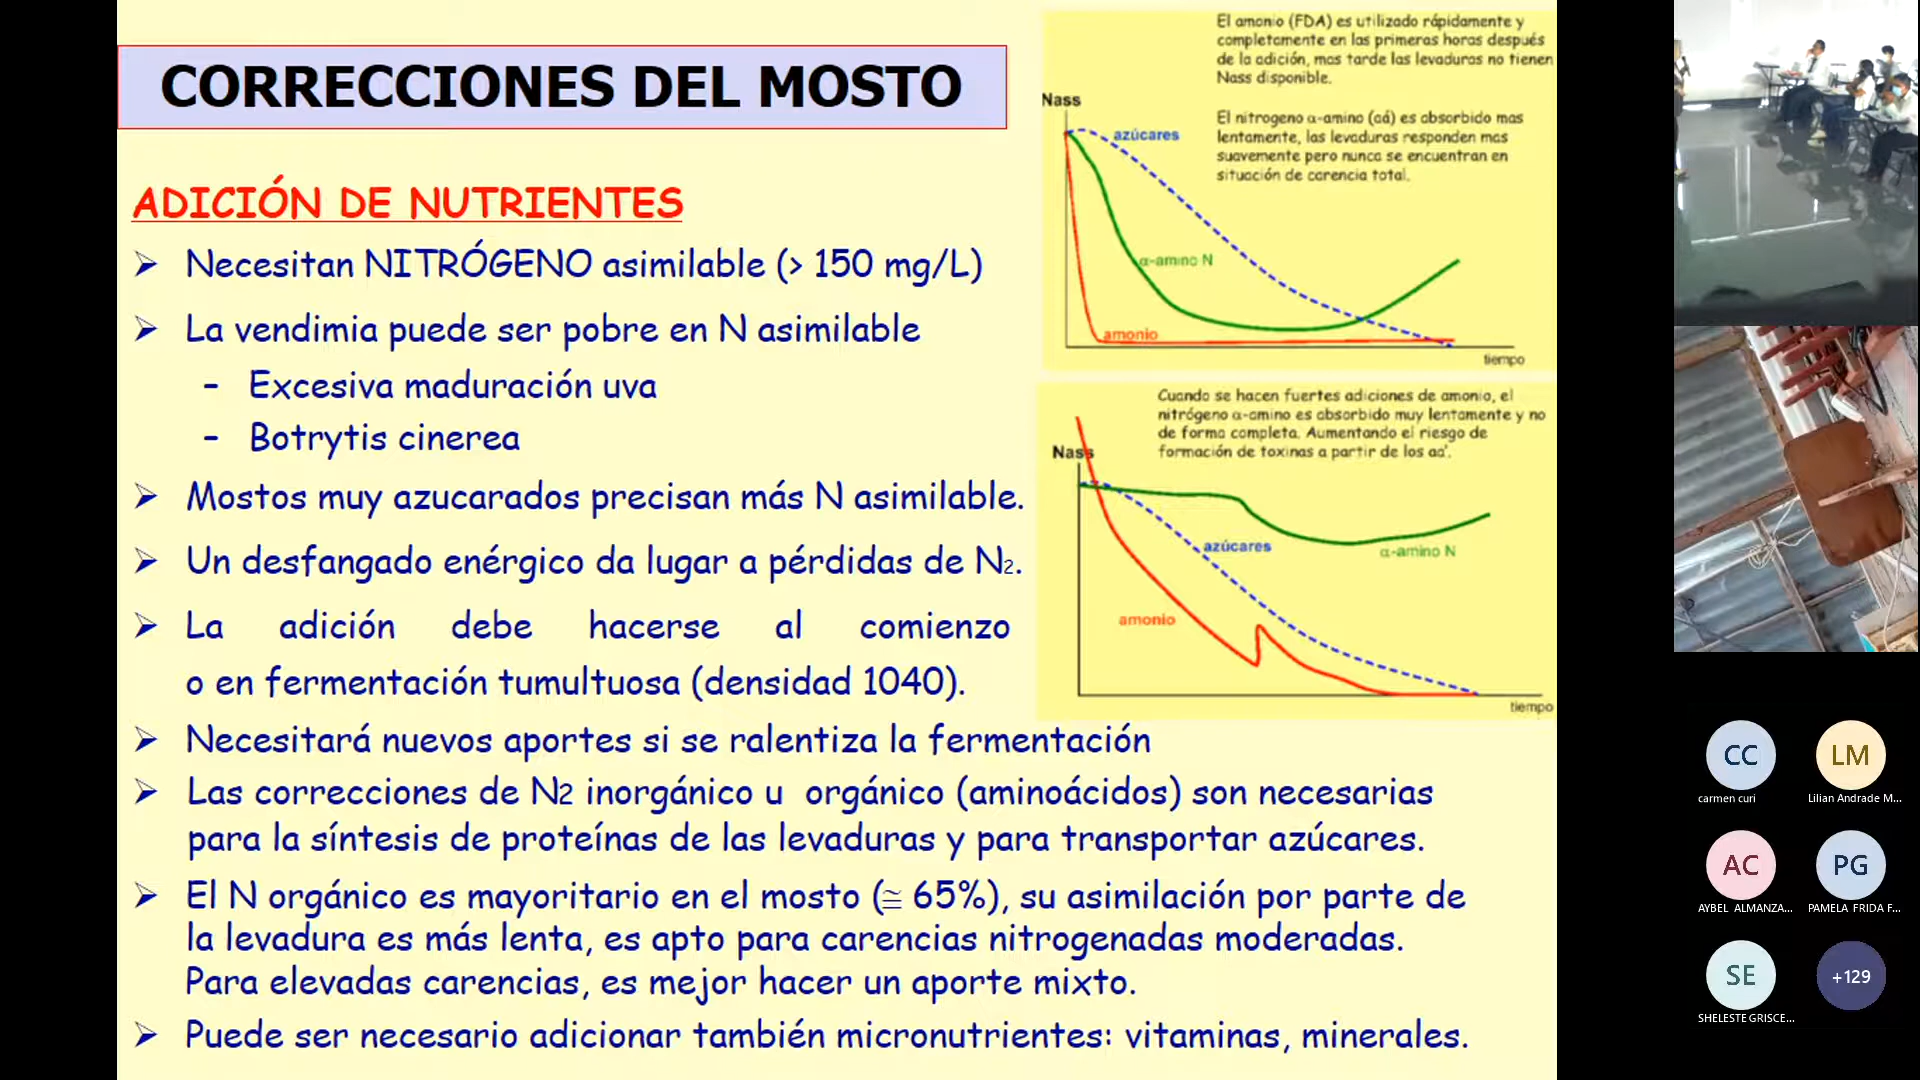 CORRECCIONES DEL MOSTO
ADICIÓN DE NUTRIENTES
➢ Necesitan NITRÓGENO asimilable (> 150 mg/L)
➢ La vendimia puede ser pobre en N asimilable
– Excesiva maduración uva
– Botrytis cinerea
➢ Mostos muy azucarados precisan más N asimilable.
➢ Un desfangado enérgico da lugar a pérdidas de N₂.
➢ La adición debe hacerse al comienzo
o en fermentación tumultuosa (densidad 1040).
➢ Necesitará nuevos aportes si se ralentiza la fermentación
➢ Las correcciones de N2 inorgánico u orgánico (aminoácidos) son necesarias
para la síntesis de proteínas de las levaduras y para transportar azúcares.
➢ El N orgánico es mayoritario en el mosto (≅ 65%), su asimilación por parte de
la levadura es más lenta, es apto para carencias nitrogenadas moderadas.
Para elevadas carencias, es mejor hacer un aporte mixto.
➢ Puede ser necesario adicionar también micronutrientes: vitaminas, minerales.
El amonio (FDA) es utilizado rápidamente y
completamente en las primeras horas después
de la adición, mas tarde las levaduras no tienen
Nass disponible.
El nitrogeno α-amino (aá) es absorbido mas
lentamente, las levaduras responden mas
suavemente pero nunca se encuentran en
situación de carencia total.
Nass
azúcares
α-amino N
amonio
tiempo
Cuando se hacen fuertes adiciones de amonio, el
nitrógeno α-amino es absorbido muy lentamente y no
de forma completa. Aumentando el riesgo de
formación de toxinas a partir de los aa'.
Nass
azúcares
α-amino N
amonio
tiempo
CC
carmen curi
LM
Lilian Andrade M...
AC
AYBEL ALMANZA...
PG
PAMELA FRIDA F...
SE
SHELESTE GRISCE...
+129